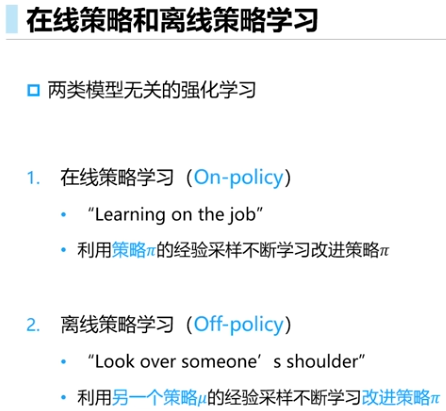 在线策略和离线策略学习
两类模型无关的强化学习
1. 在线策略学习（On-policy）
• “Learning on the job”
• 利用策略π的经验采样不断学习改进策略π
2. 离线策略学习（Off-policy）
• “Look over someone’s shoulder”
• 利用另一个策略μ的经验采样不断学习改进策略π